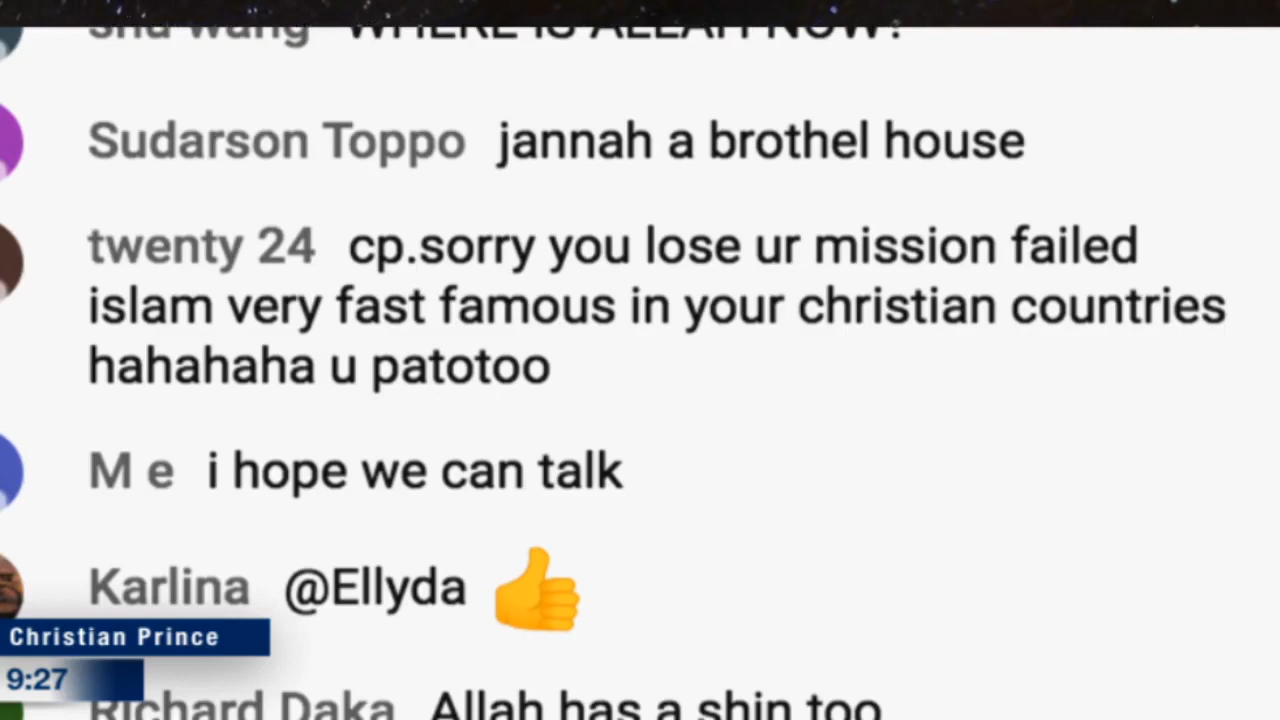 shu wang WHERE IS ALLAH NOW?
Sudarson Toppo jannah a brothel house
twenty 24 cp.sorry you lose ur mission failed
islam very fast famous in your christian countries
hahahaha u patotoo
M e i hope we can talk
Karlina @Ellyda 👍
Christian Prince
9:27
Richard Daka Allah has a shin too